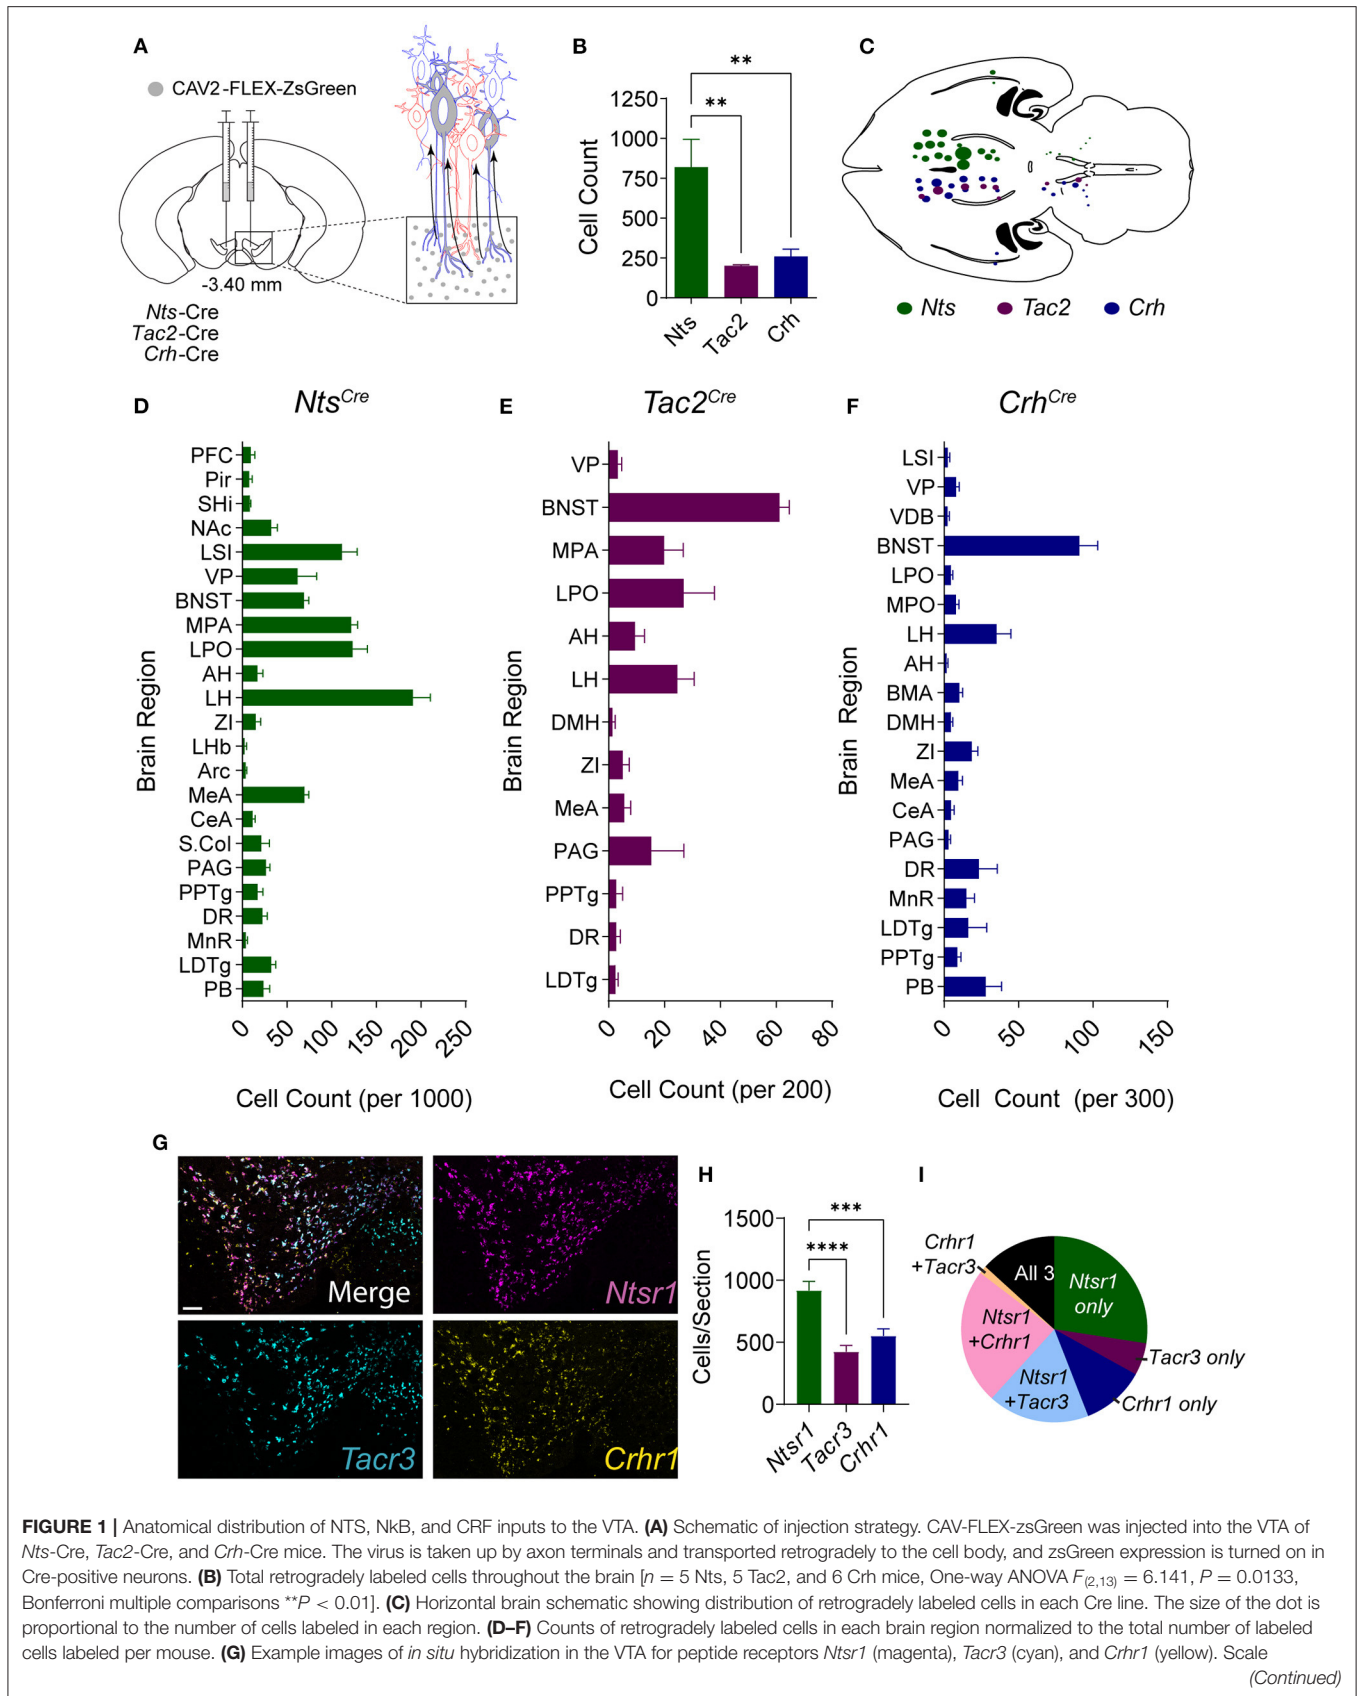 A
CAV2-FLEX-ZsGreen
-3.40 mm
Nts-Cre
Tac2-Cre
Crh-Cre
B
**
**
Cell Count
1250
1000
750
500
250
0
Nts
Tac2
Crh
C
Nts
Tac2
Crh
D
Nts^Cre
Brain Region
PFC
Pir
SHi
NAc
LSI
VP
BNST
MPA
LPO
AH
LH
ZI
LHb
Arc
MeA
CeA
S.Col
PAG
PPTg
DR
MnR
LDTg
PB
0 50 100 150 200 250
Cell Count (per 1000)
E
Tac2^Cre
Brain Region
VP
BNST
MPA
LPO
AH
LH
DMH
ZI
MeA
PAG
PPTg
DR
LDTg
0 20 40 60 80
Cell Count (per 200)
F
Crh^Cre
Brain Region
LSI
VP
VDB
BNST
LPO
MPO
LH
AH
BMA
DMH
ZI
MeA
CeA
PAG
DR
MnR
LDTg
PPTg
PB
0 50 100 150
Cell Count (per 300)
G
Merge
Ntsr1
Tacr3
Crhr1
H
***
****
Cells/Section
1500
1000
500
0
Ntsr1
Tacr3
Crhr1
I
Crhr1
+Tacr3
All 3
Ntsr1
only
Ntsr1
+Crhr1
Ntsr1
+Tacr3
Tacr3 only
Crhr1 only
FIGURE 1 | Anatomical distribution of NTS, NkB, and CRF inputs to the VTA. (A) Schematic of injection strategy. CAV-FLEX-zsGreen was injected into the VTA of
Nts-Cre, Tac2-Cre, and Crh-Cre mice. The virus is taken up by axon terminals and transported retrogradely to the cell body, and zsGreen expression is turned on in
Cre-positive neurons. (B) Total retrogradely labeled cells throughout the brain [n = 5 Nts, 5 Tac2, and 6 Crh mice, One-way ANOVA F(2,13) = 6.141, P = 0.0133,
Bonferroni multiple comparisons **P < 0.01]. (C) Horizontal brain schematic showing distribution of retrogradely labeled cells in each Cre line. The size of the dot is
proportional to the number of cells labeled in each region. (D–F) Counts of retrogradely labeled cells in each brain region normalized to the total number of labeled
cells labeled per mouse. (G) Example images of in situ hybridization in the VTA for peptide receptors Ntsr1 (magenta), Tacr3 (cyan), and Crhr1 (yellow). Scale
(Continued)